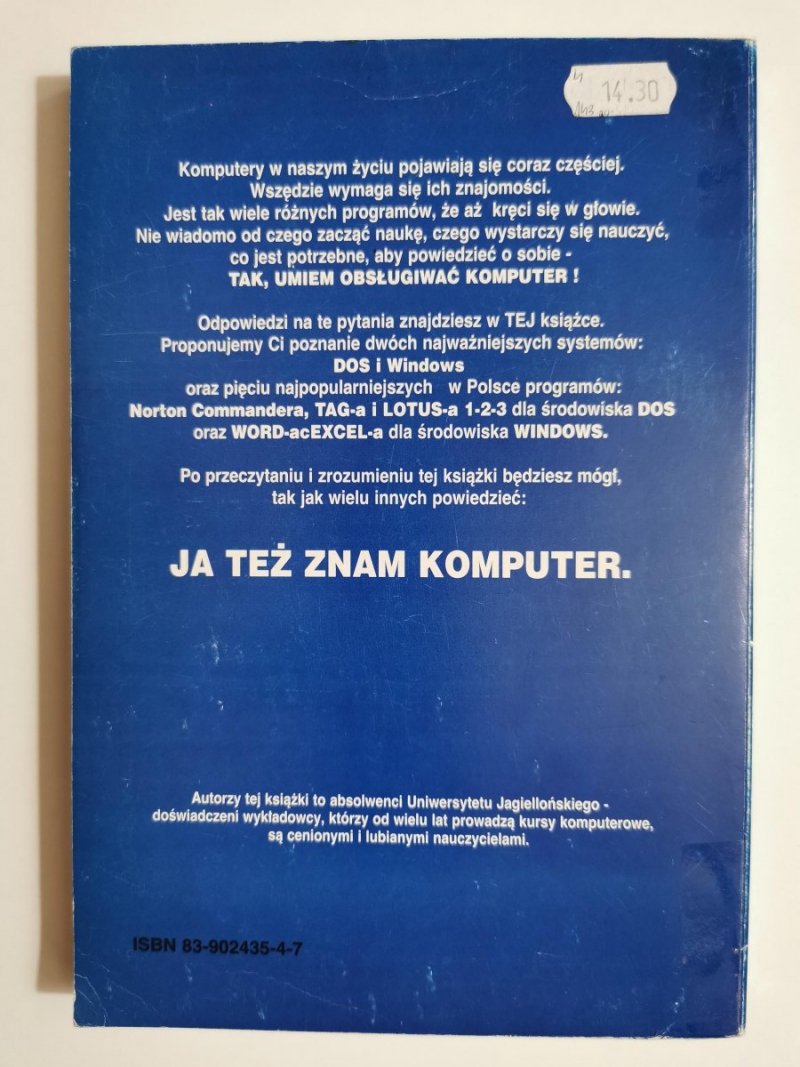 14.30
Komputery w naszym życiu pojawiają się coraz częściej.
Wszędzie wymaga się ich znajomości.
Jest tak wiele różnych programów, że aż kręci się w głowie.
Nie wiadomo od czego zacząć naukę, czego wystarczy się nauczyć,
co jest potrzebne, aby powiedzieć o sobie -
TAK, UMIEM OBSŁUGIWAĆ KOMPUTER !
Odpowiedzi na te pytania znajdziesz w TEJ książce.
Proponujemy Ci poznanie dwóch najważniejszych systemów:
DOS i Windows
oraz pięciu najpopularniejszych w Polsce programów:
Norton Commandera, TAG-a i LOTUS-a 1-2-3 dla środowiska DOS
oraz WORD-acEXCEL-a dla środowiska WINDOWS.
Po przeczytaniu i zrozumieniu tej książki będziesz mógł,
tak jak wielu innych powiedzieć:
JA TEŻ ZNAM KOMPUTER.
Autorzy tej książki to absolwenci Uniwersytetu Jagiellońskiego -
doświadczeni wykładowcy, którzy od wielu lat prowadzą kursy komputerowe,
są cenionymi i lubianymi nauczycielami.
ISBN 83-902435-4-7